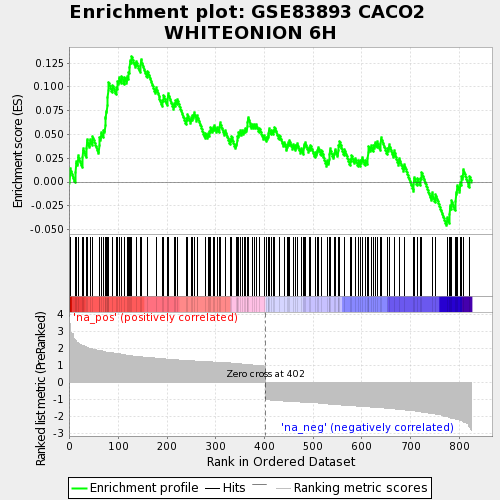 Enrichment plot: GSE83893 CACO2
WHITEONION 6H
Enrichment score (ES)
0.125
0.100
0.075
0.050
0.025
0.000
-0.025
-0.050
'na_pos' (positively correlated)
Ranked list metric (PreRanked)
4
3
2
1
0
-1
-2
-3
Zero cross at 402
'na_neg' (negatively correlated)
0
100
200
300
400
500
600
700
800
Rank in Ordered Dataset
Enrichment profile
Hits
Ranking metric scores